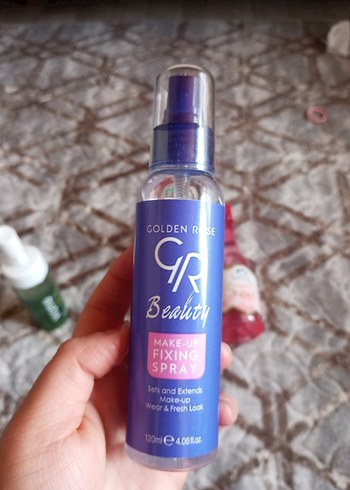 GOLDEN ROSE
GR
Beauty
MAKE-UP
FIXING
SPRAY
Sets and Extends
Make-up
Wear & Fresh Look
120ml ℮ 4.06 fl.oz.